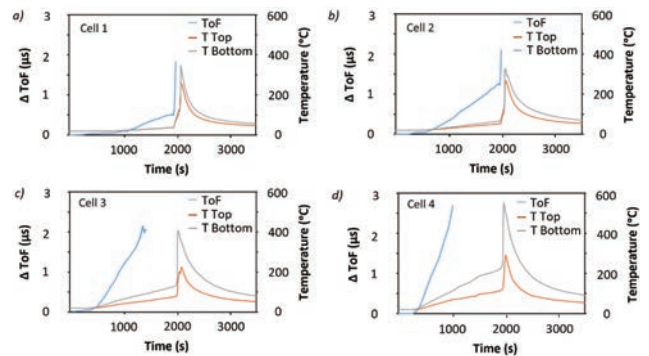 a)
Cell 1
ToF
T Top
T Bottom
Δ ToF (μs)
3
2
1
0
600
400
200
0
Temperature (°C)
1000 2000 3000
Time (s)
b)
Cell 2
ToF
T Top
T Bottom
Δ ToF (μs)
3
2
1
0
600
400
200
0
Temperature (°C)
1000 2000 3000
Time (s)
c)
Cell 3
ToF
T Top
T Bottom
Δ ToF (μs)
3
2
1
0
600
400
200
0
Temperature (°C)
1000 2000 3000
Time (s)
d)
Cell 4
ToF
T Top
T Bottom
Δ ToF (μs)
3
2
1
0
600
400
200
0
Temperature (°C)
1000 2000 3000
Time (s)